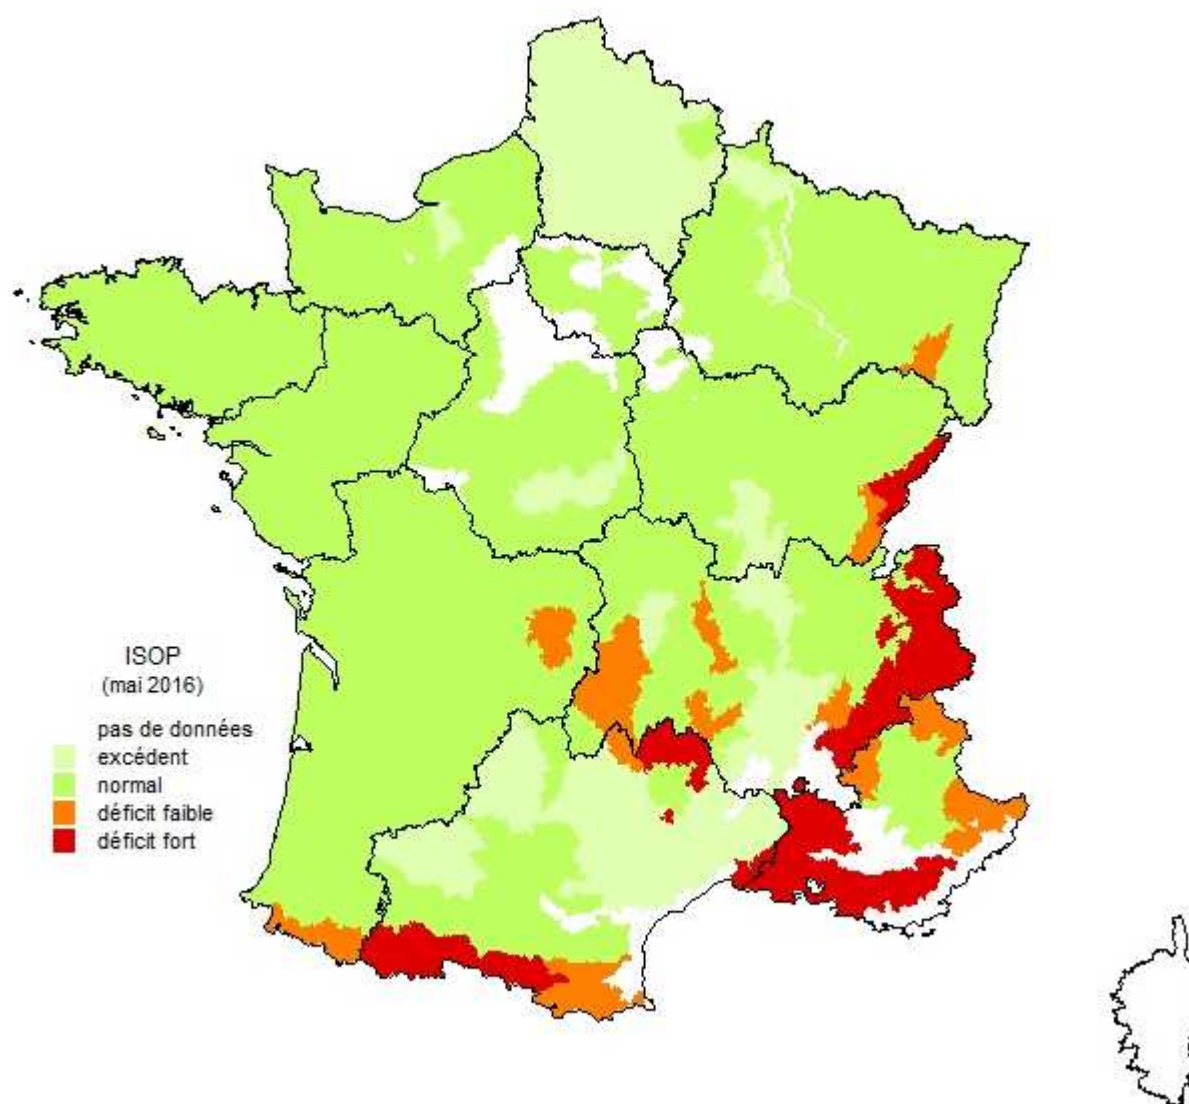 ISOP
(mai 2016)
pas de données
excédent
normal
déficit faible
déficit fort